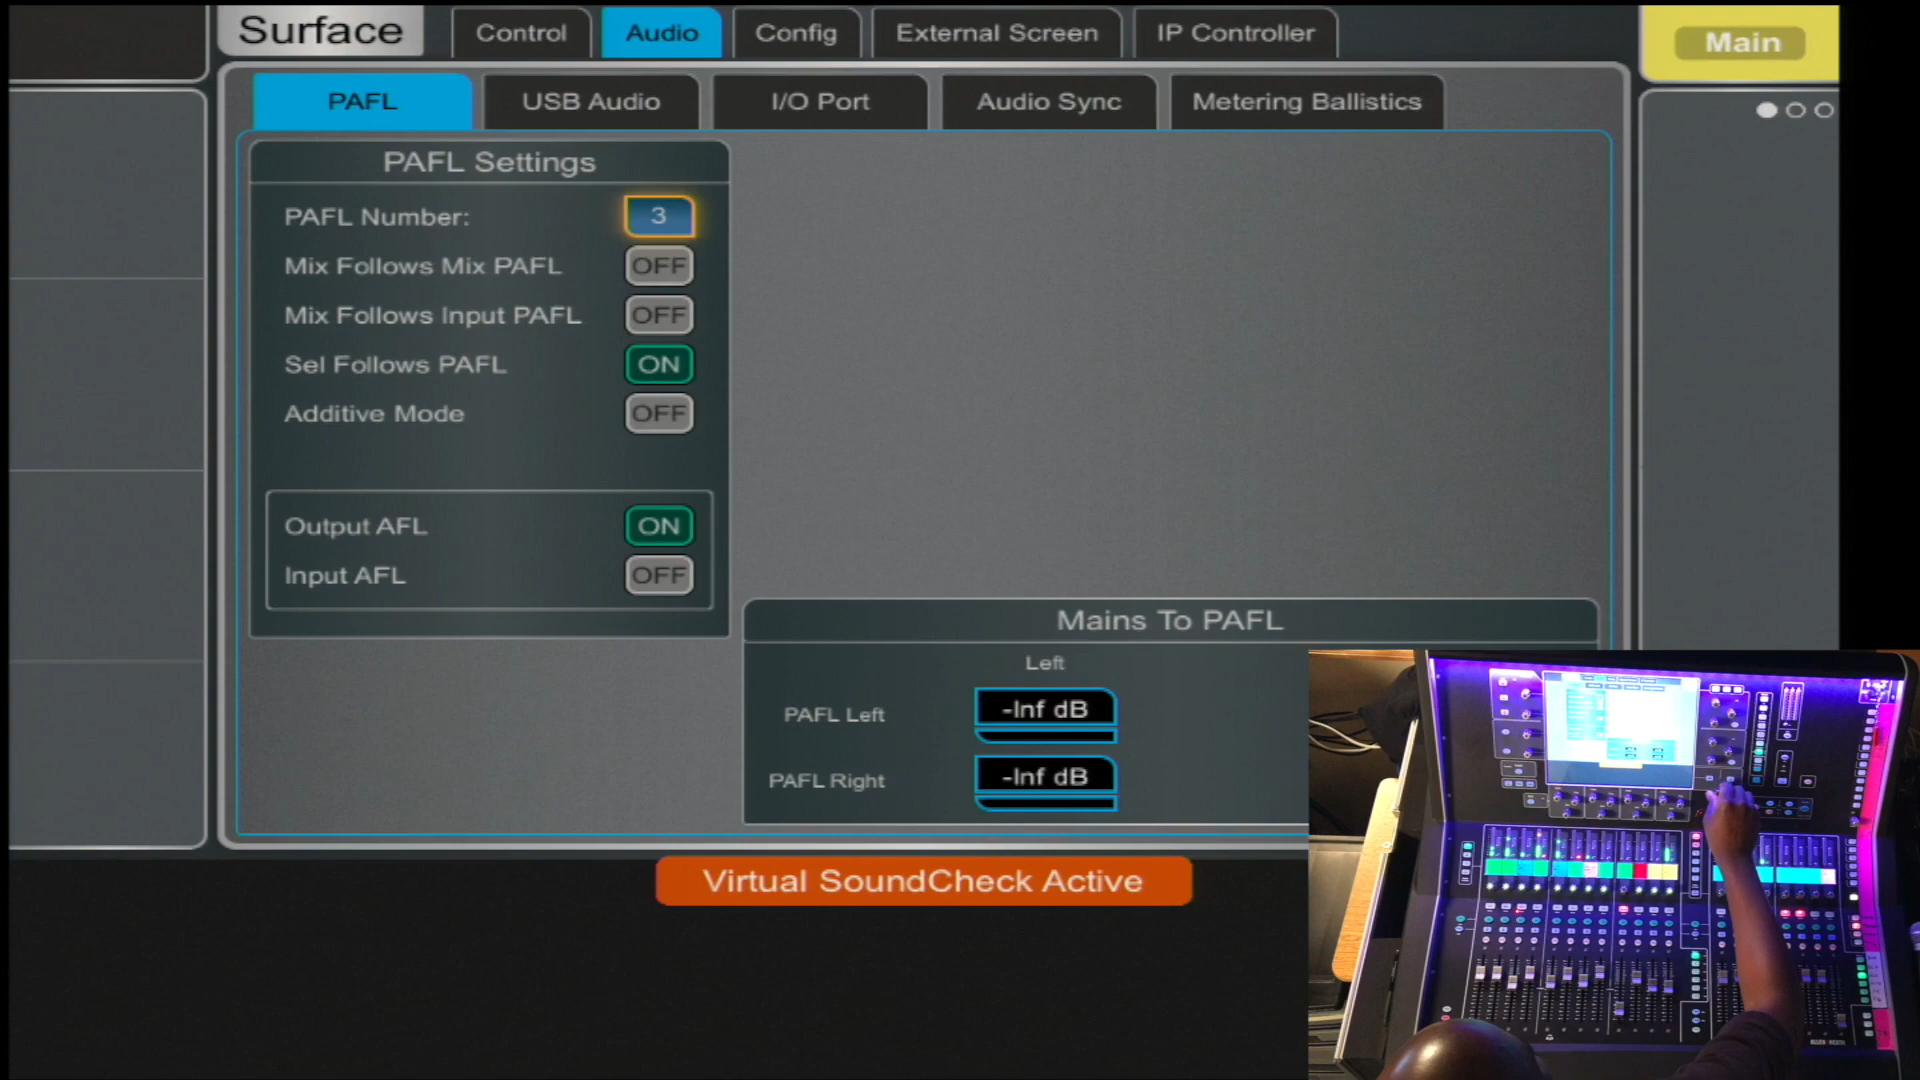 Surface
Control
Audio
Config
External Screen
IP Controller
Main
PAFL
USB Audio
I/O Port
Audio Sync
Metering Ballistics
PAFL Settings
PAFL Number: 3
Mix Follows Mix PAFL OFF
Mix Follows Input PAFL OFF
Sel Follows PAFL ON
Additive Mode OFF
Output AFL ON
Input AFL OFF
Mains To PAFL
Left
PAFL Left -Inf dB
PAFL Right -Inf dB
Virtual SoundCheck Active